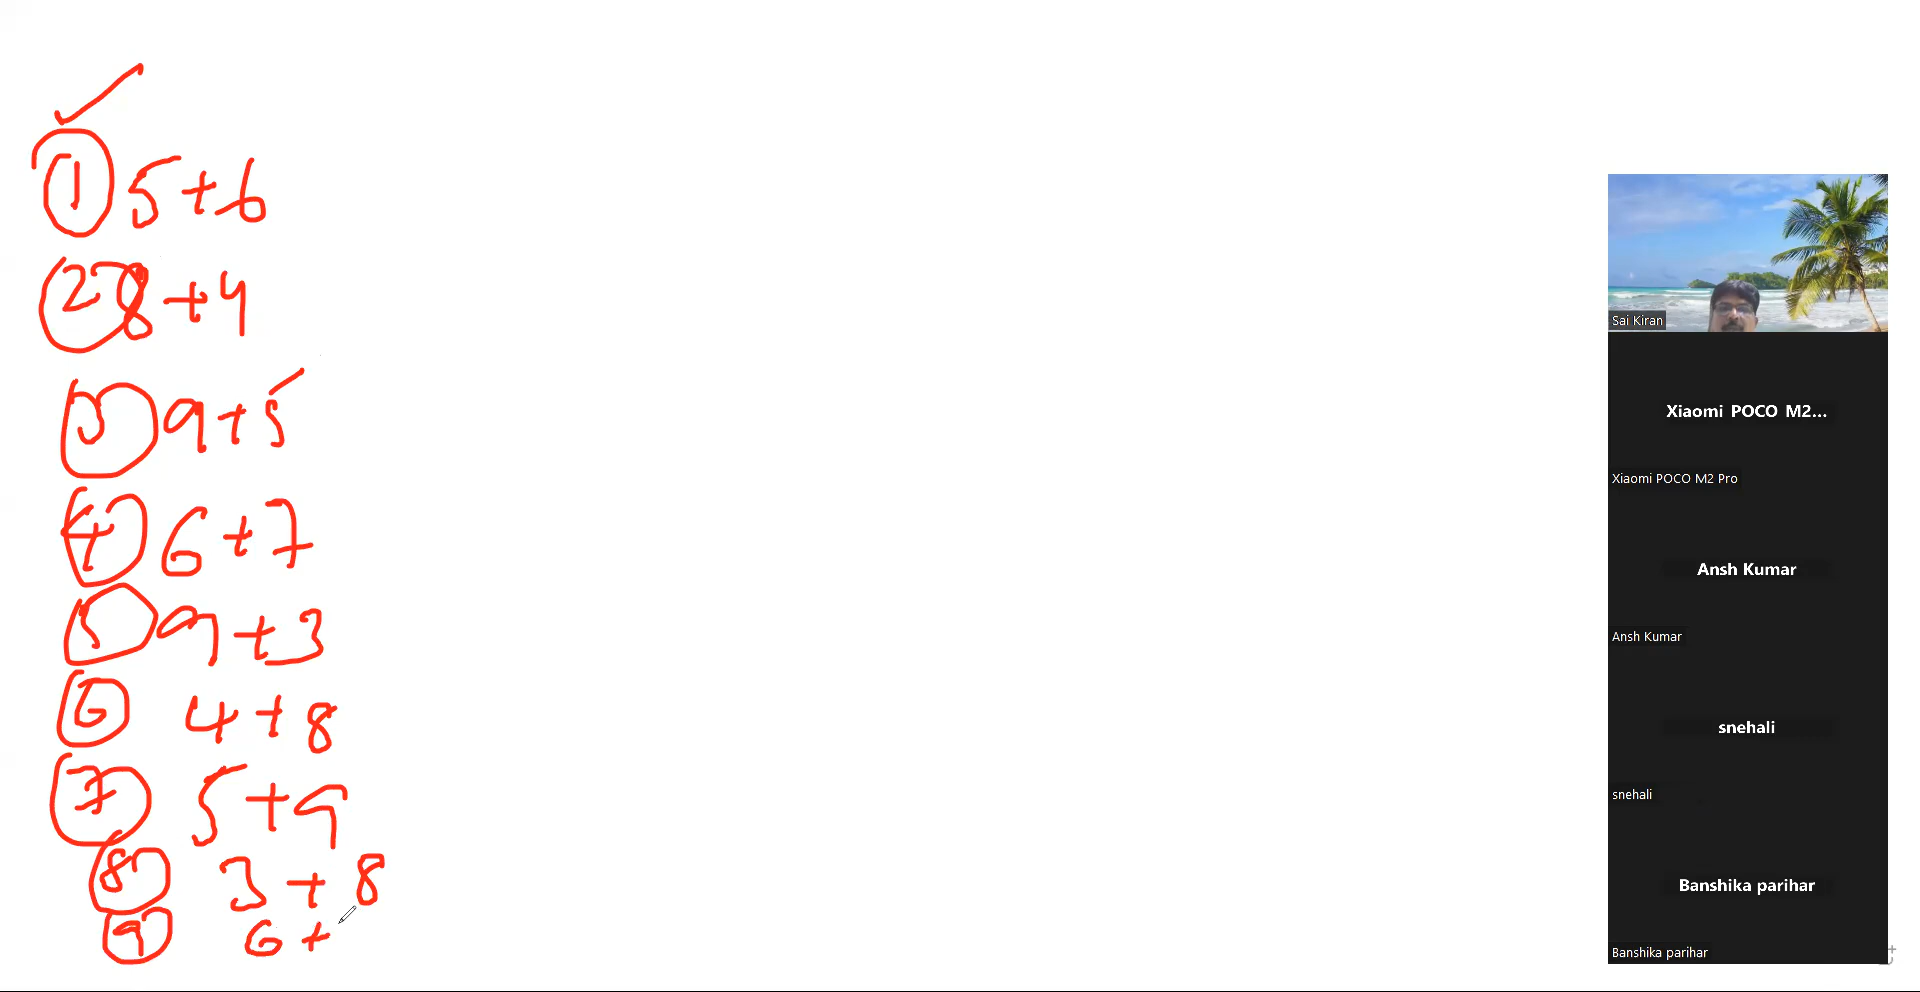 1 5+6
2 8+4
3 9+5
4 6+7
5 9+3
6 4+8
7 5+9
8 3+8
9 6+
Sai Kiran
Xiaomi POCO M2...
Xiaomi POCO M2 Pro
Ansh Kumar
Ansh Kumar
snehali
snehali
Banshika parihar
Banshika parihar